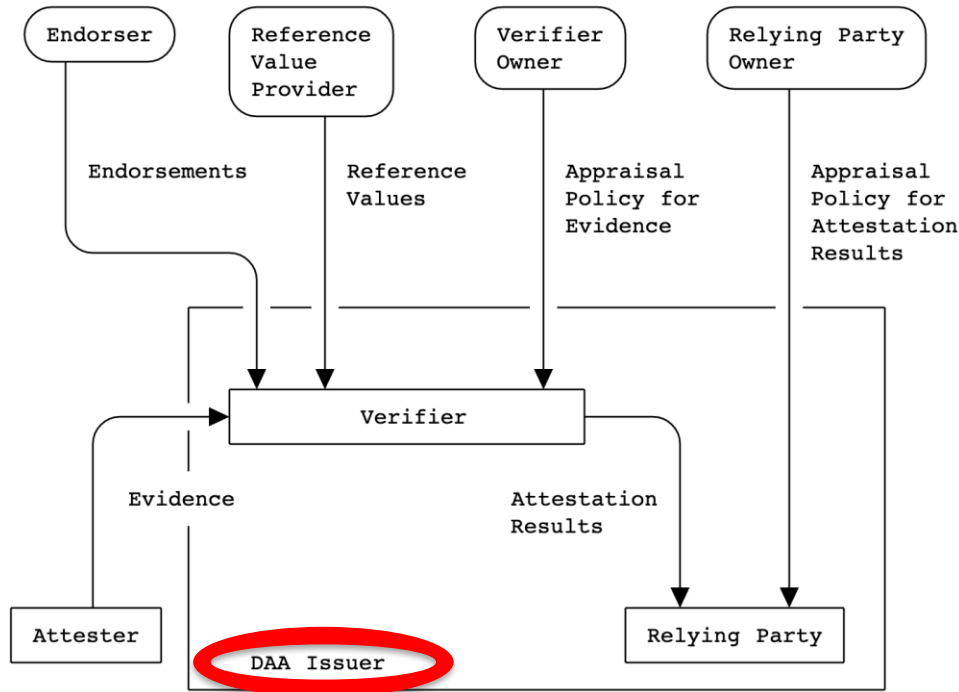 Endorser
Reference
Value
Provider
Verifier
Owner
Relying Party
Owner
Endorsements
Reference
Values
Appraisal
Policy for
Evidence
Appraisal
Policy for
Attestation
Results
Verifier
Evidence
Attestation
Results
Attester
DAA Issuer
Relying Party